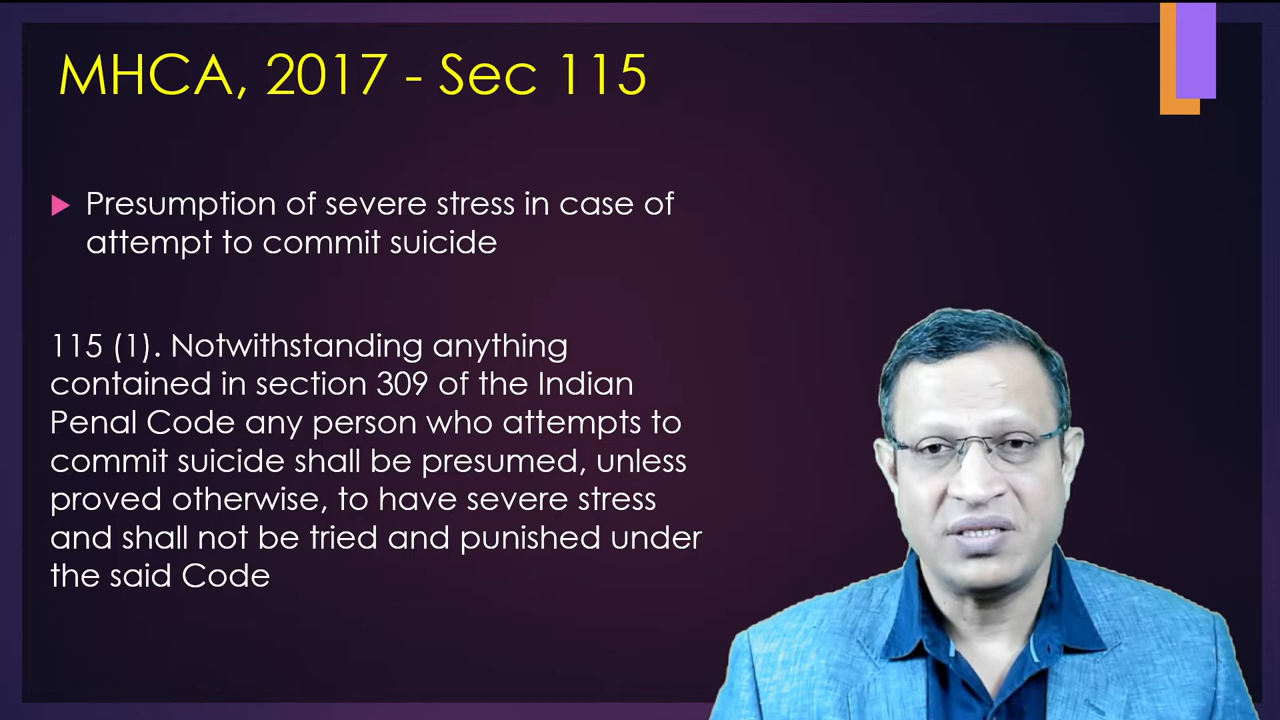 MHCA, 2017 - Sec 115
Presumption of severe stress in case of
attempt to commit suicide
115 (1). Notwithstanding anything
contained in section 309 of the Indian
Penal Code any person who attempts to
commit suicide shall be presumed, unless
proved otherwise, to have severe stress
and shall not be tried and punished under
the said Code